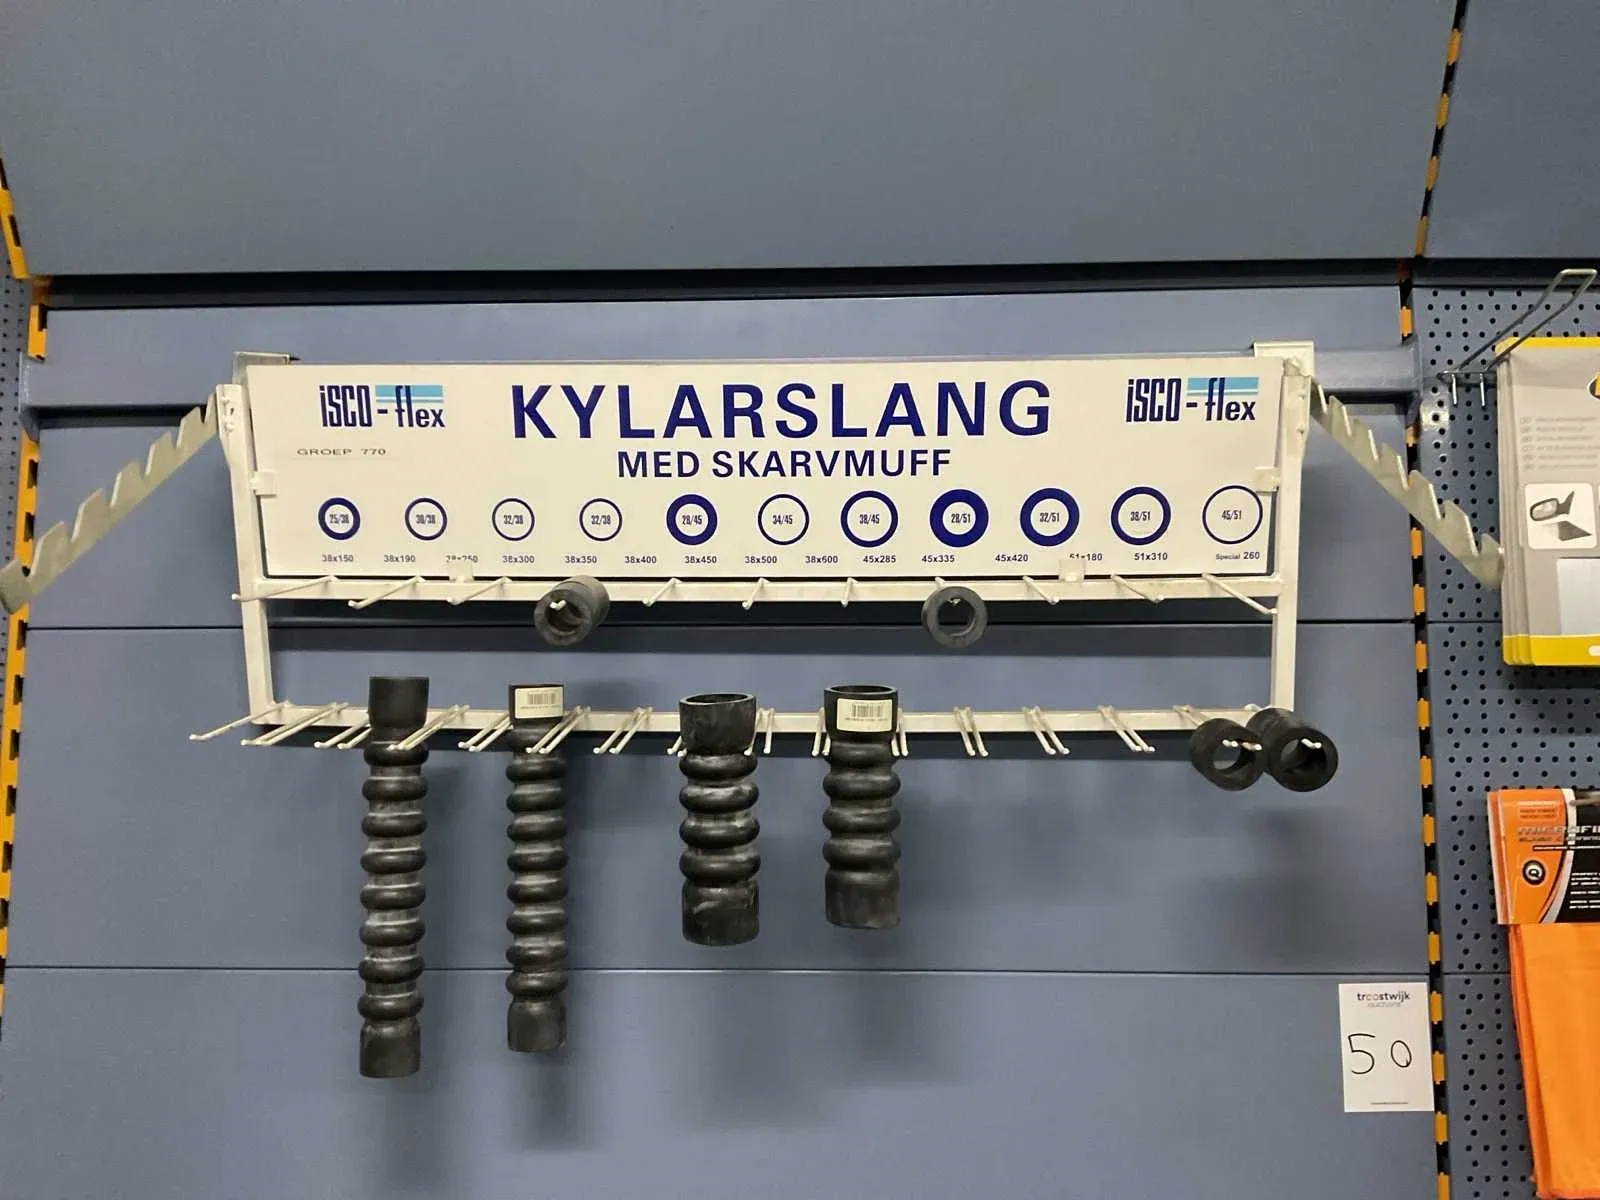 iSCO-flex KYLARSLANG iSCO-flex
GROEP 770
MED SKARVMUFF
25/38 30/38 32/38 32/38 28/45 34/45 38/45 28/51 32/51 38/51 45/51
38x150 38x190 38x250 38x300 38x350 38x400 38x450 38x500 38x600 45x285 45x335 45x420 51x180 51x310 Special 260
troostwijk
50